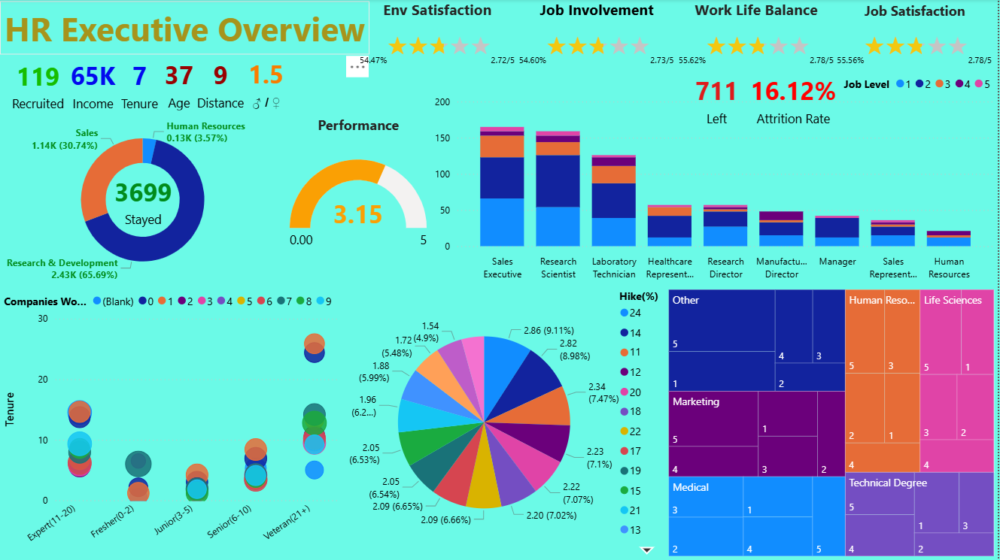 HR Executive Overview
Env Satisfaction
54.47%
2.72/5
Job Involvement
54.60%
2.73/5
Work Life Balance
55.62%
2.78/5
Job Satisfaction
55.56%
2.78/5
119 65K 7 37 9 1.5
Recruited Income Tenure Age Distance ♂ / ♀
711 16.12%
Left Attrition Rate
Job Level 1 2 3 4 5
Sales
1.14K (30.74%)
Human Resources
0.13K (3.57%)
3699
Stayed
Research & Development
2.43K (65.69%)
Performance
3.15
0.00
5
200
150
100
50
0
Sales
Executive
Research
Scientist
Laboratory
Technician
Healthcare
Represent...
Research
Director
Manufactu...
Director
Manager
Sales
Represent...
Human
Resources
Companies Wo... (Blank) 0 1 2 3 4 5 6 7 8 9
30
20
10
0
Tenure
Expert(11-20)
Fresher(0-2)
Junior(3-5)
Senior(6-10)
Veteran(21+)
2.86 (9.11%)
2.82
(8.98%)
2.34
(7.47%)
2.23
(7.1%)
2.22
(7.07%)
2.20 (7.02%)
2.09 (6.66%)
2.09 (6.65%)
2.05
(6.54%)
2.05
(6.53%)
1.96
(6.2...)
1.88
(5.99%)
1.72
(5.48%)
1.54
(4.9%)
Hike(%)
24
14
11
12
20
18
22
17
19
15
21
13
Other
5
4
3
1
2
Marketing
5
1
4
3
2
Medical
3
1
2
4
5
Human Reso...
5
3
2
1
4
Life Sciences
5
1
3
2
4
Technical Degree
5
1
3
4
2